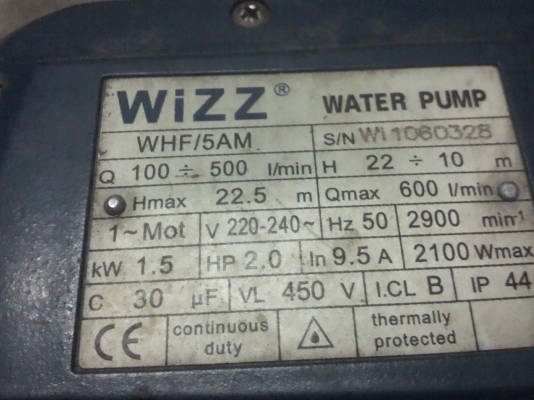 WiZZ® WATER PUMP
WHF/5AM S/N WI1060328
Q 100 ÷ 500 l/min H 22 ÷ 10 m
Hmax 22.5 m Qmax 600 l/min
1~Mot V 220-240~ Hz 50 2900 min-1
kW 1.5 HP 2.0 In 9.5 A 2100 Wmax
C 30 µF VL 450 V I.CL B IP 44
CE continuous duty thermally protected